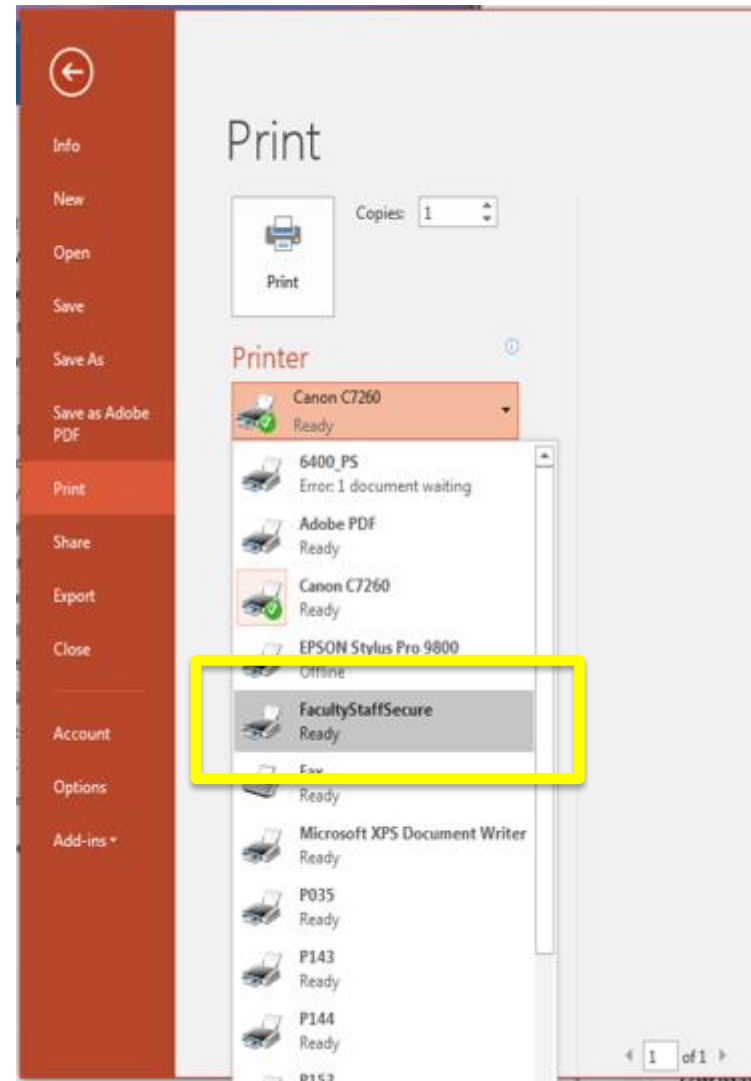 Info
New
Open
Save
Save As
Save as Adobe
PDF
Print
Share
Export
Close
Account
Options
Add-ins
Print
Copies: 1
Print
Printer
Canon C7260
Ready
6400_PS
Error: 1 document waiting
Adobe PDF
Ready
Canon C7260
Ready
EPSON Stylus Pro 9800
Offline
FacultyStaffSecure
Ready
Fax
Ready
Microsoft XPS Document Writer
Ready
P035
Ready
P143
Ready
P144
Ready
P153
1 of 1